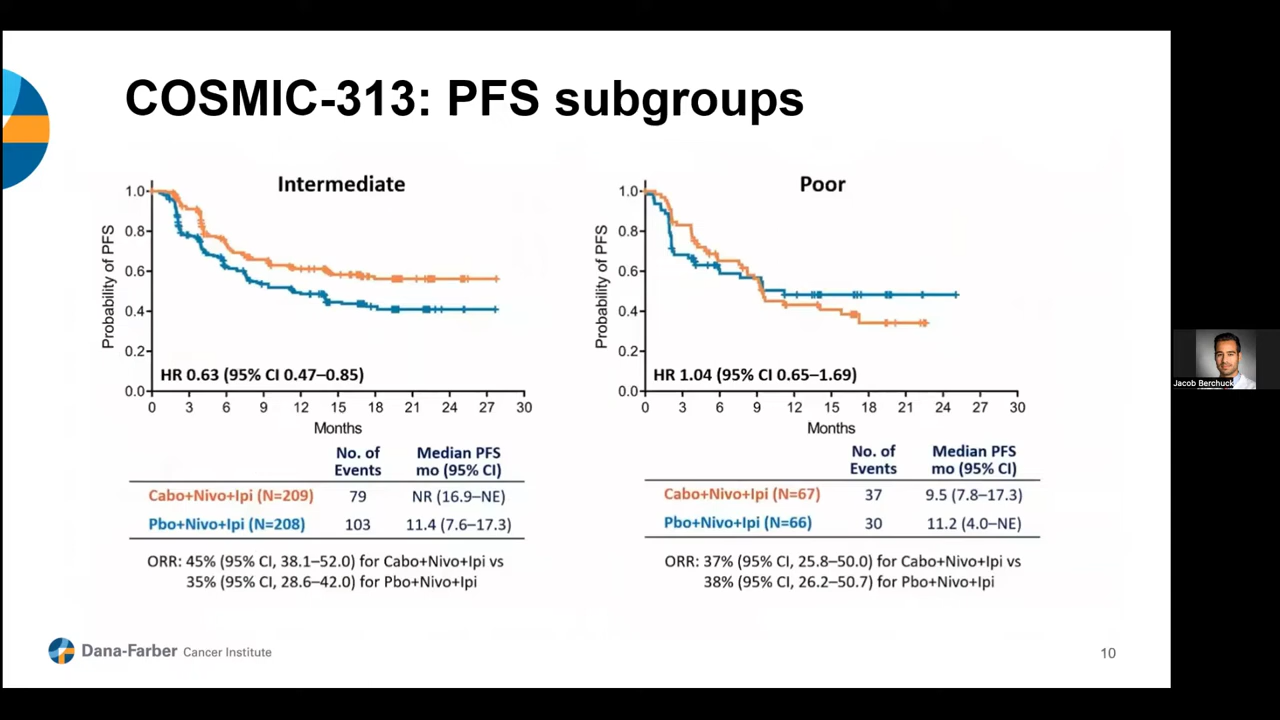 COSMIC-313: PFS subgroups
Intermediate
Probability of PFS
1.0
0.8
0.6
0.4
0.2
0.0
HR 0.63 (95% CI 0.47–0.85)
0 3 6 9 12 15 18 21 24 27 30
Months
No. of Events
Median PFS mo (95% CI)
Cabo+Nivo+Ipi (N=209) 79 NR (16.9–NE)
Pbo+Nivo+Ipi (N=208) 103 11.4 (7.6–17.3)
ORR: 45% (95% CI, 38.1–52.0) for Cabo+Nivo+Ipi vs
35% (95% CI, 28.6–42.0) for Pbo+Nivo+Ipi
Poor
Probability of PFS
1.0
0.8
0.6
0.4
0.2
0.0
HR 1.04 (95% CI 0.65–1.69)
0 3 6 9 12 15 18 21 24 27 30
Months
No. of Events
Median PFS mo (95% CI)
Cabo+Nivo+Ipi (N=67) 37 9.5 (7.8–17.3)
Pbo+Nivo+Ipi (N=66) 30 11.2 (4.0–NE)
ORR: 37% (95% CI, 25.8–50.0) for Cabo+Nivo+Ipi vs
38% (95% CI, 26.2–50.7) for Pbo+Nivo+Ipi
Dana-Farber Cancer Institute
10
Jacob Berchuck